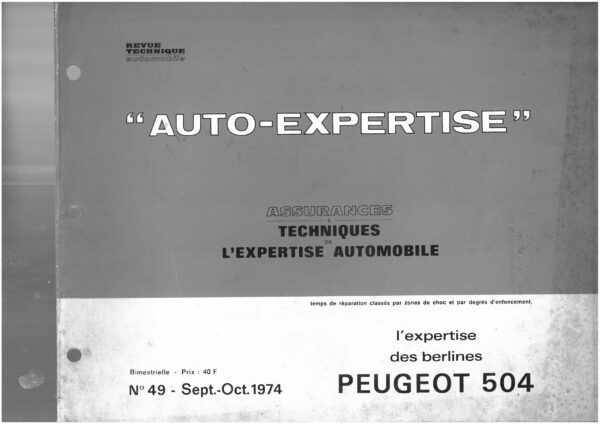 REVUE
TECHNIQUE
automobile
“AUTO-EXPERTISE”
ASSURANCES
&
TECHNIQUES
DE
L'EXPERTISE AUTOMOBILE
temps de réparation classés par zones de choc et par degrés d'enfoncement.
l'expertise
des berlines
PEUGEOT 504
Bimestrielle - Prix : 40 F
N° 49 - Sept.-Oct.1974